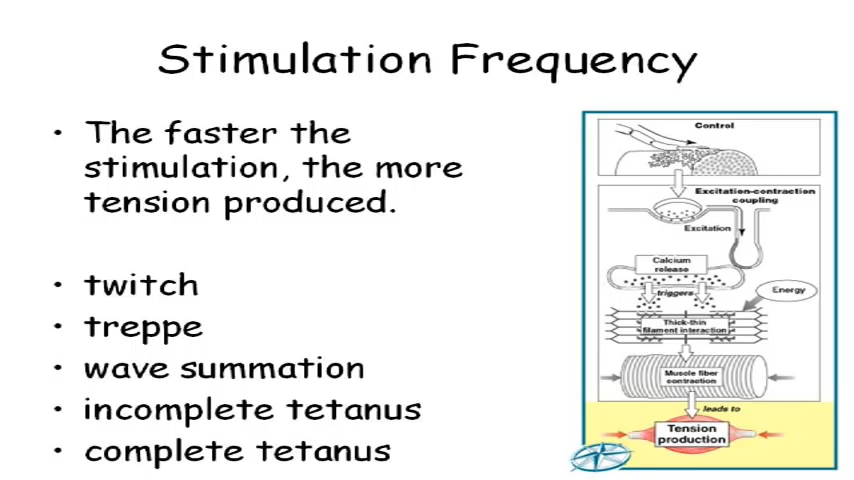 Stimulation Frequency
• The faster the
stimulation, the more
tension produced.
• twitch
• treppe
• wave summation
• incomplete tetanus
• complete tetanus
Control
Excitation-contraction
coupling
Excitation
Calcium
release
triggers
Energy
Thick-thin
filament interaction
Muscle fiber
contraction
leads to
Tension
production